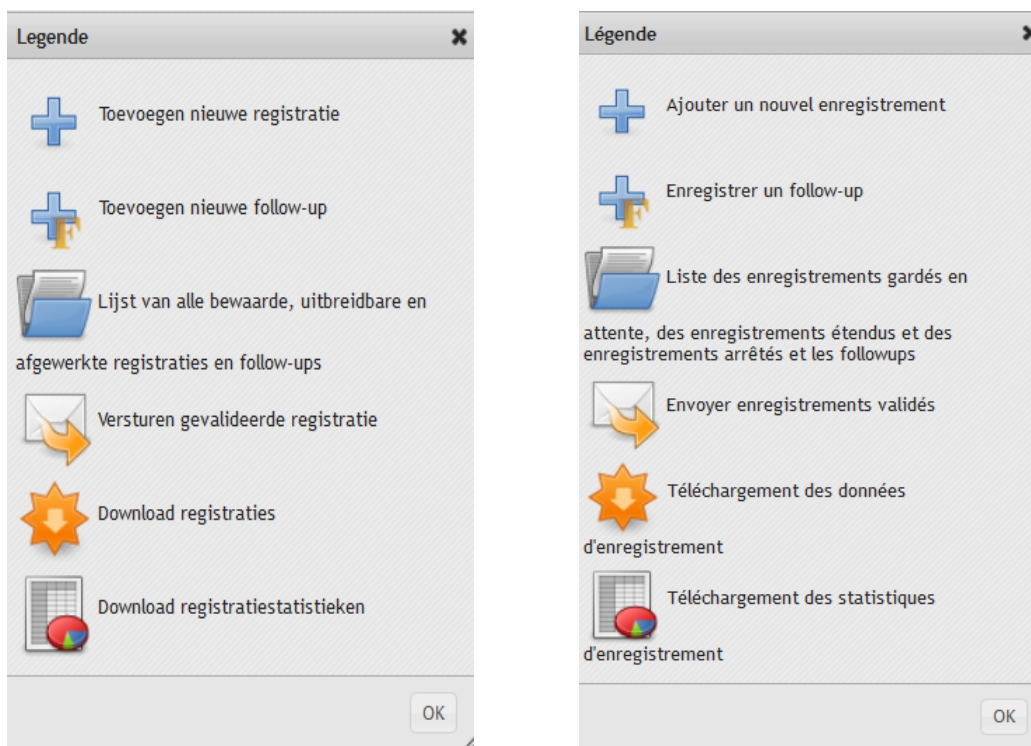 Legende
Toevoegen nieuwe registratie
Toevoegen nieuwe follow-up
Lijst van alle bewaarde, uitbreidbare en
afgewerkte registraties en follow-ups
Versturen gevalideerde registratie
Download registraties
Download registratiestatistieken
OK
Légende
Ajouter un nouvel enregistrement
Enregistrer un follow-up
Liste des enregistrements gardés en
attente, des enregistrements étendus et des
enregistrements arrêtés et les followups
Envoyer enregistrements validés
Téléchargement des données
d'enregistrement
Téléchargement des statistiques
d'enregistrement
OK